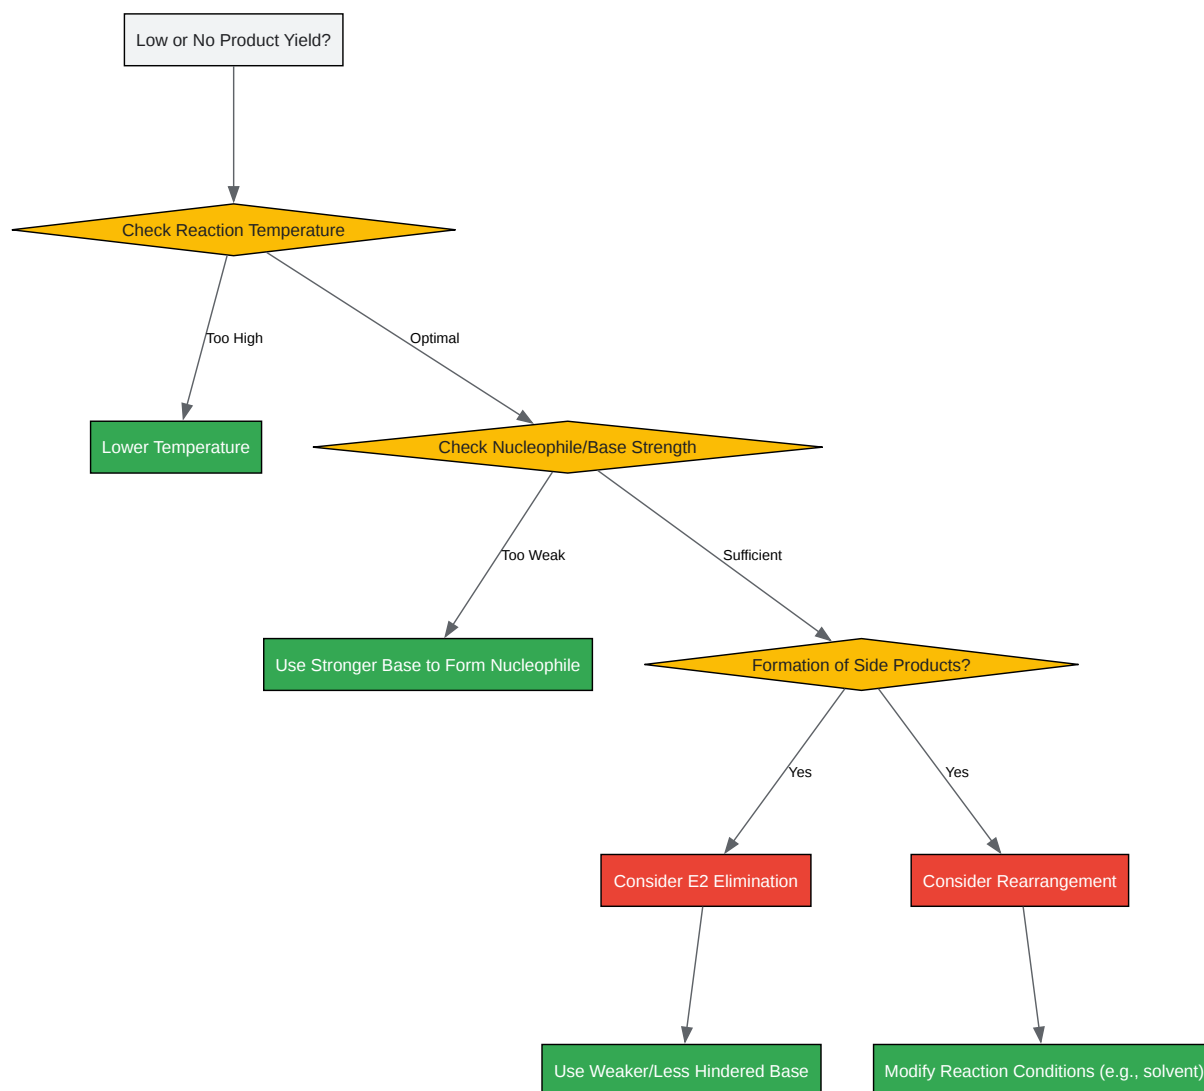 Low or No Product Yield?
Check Reaction Temperature
Too High
Optimal
Lower Temperature
Check Nucleophile/Base Strength
Too Weak
Sufficient
Use Stronger Base to Form Nucleophile
Formation of Side Products?
Yes
Yes
Consider E2 Elimination
Consider Rearrangement
Use Weaker/Less Hindered Base
Modify Reaction Conditions (e.g., solvent)